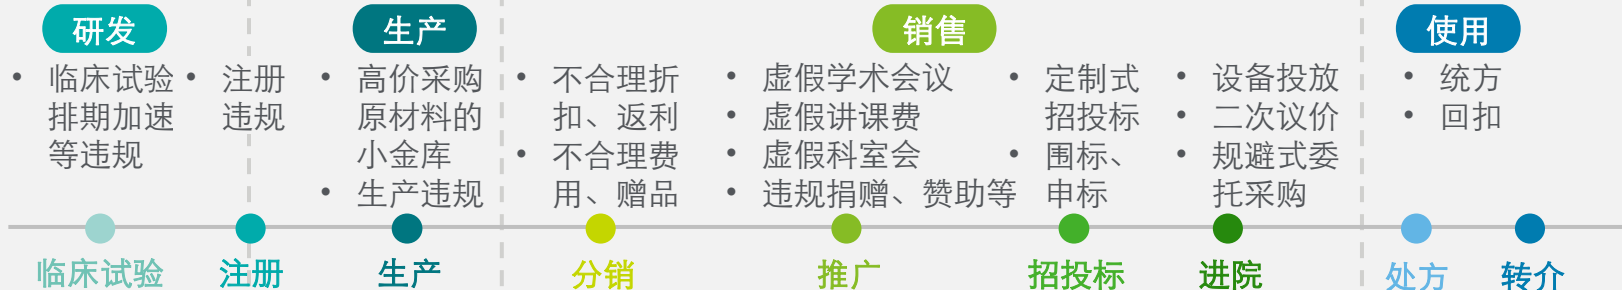 研发
生产
销售
使用
• 临床试验
排期加速
等违规
• 注册
违规
• 高价采购
原材料的
小金库
• 生产违规
• 不合理折
扣、返利
• 不合理费
用、赠品
• 虚假学术会议
• 虚假讲课费
• 虚假科室会
• 违规捐赠、赞助等
• 定制式
招投标
• 围标、
申标
• 设备投放
• 二次议价
• 规避式委
托采购
• 统方
• 回扣
临床试验
注册
生产
分销
推广
招投标
进院
处方
转介